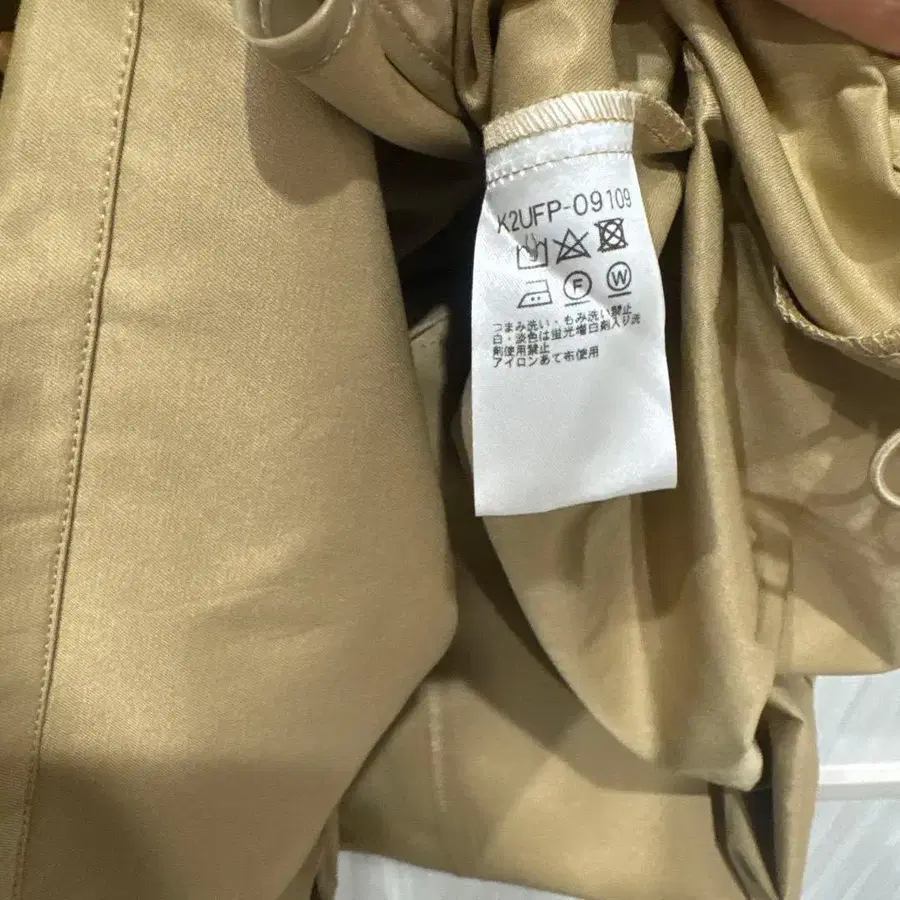 K2UFP-09109
F W
つまみ洗い・もみ洗い禁止
白・淡色は蛍光増白剤入り洗
剤使用禁止
アイロンあて布使用